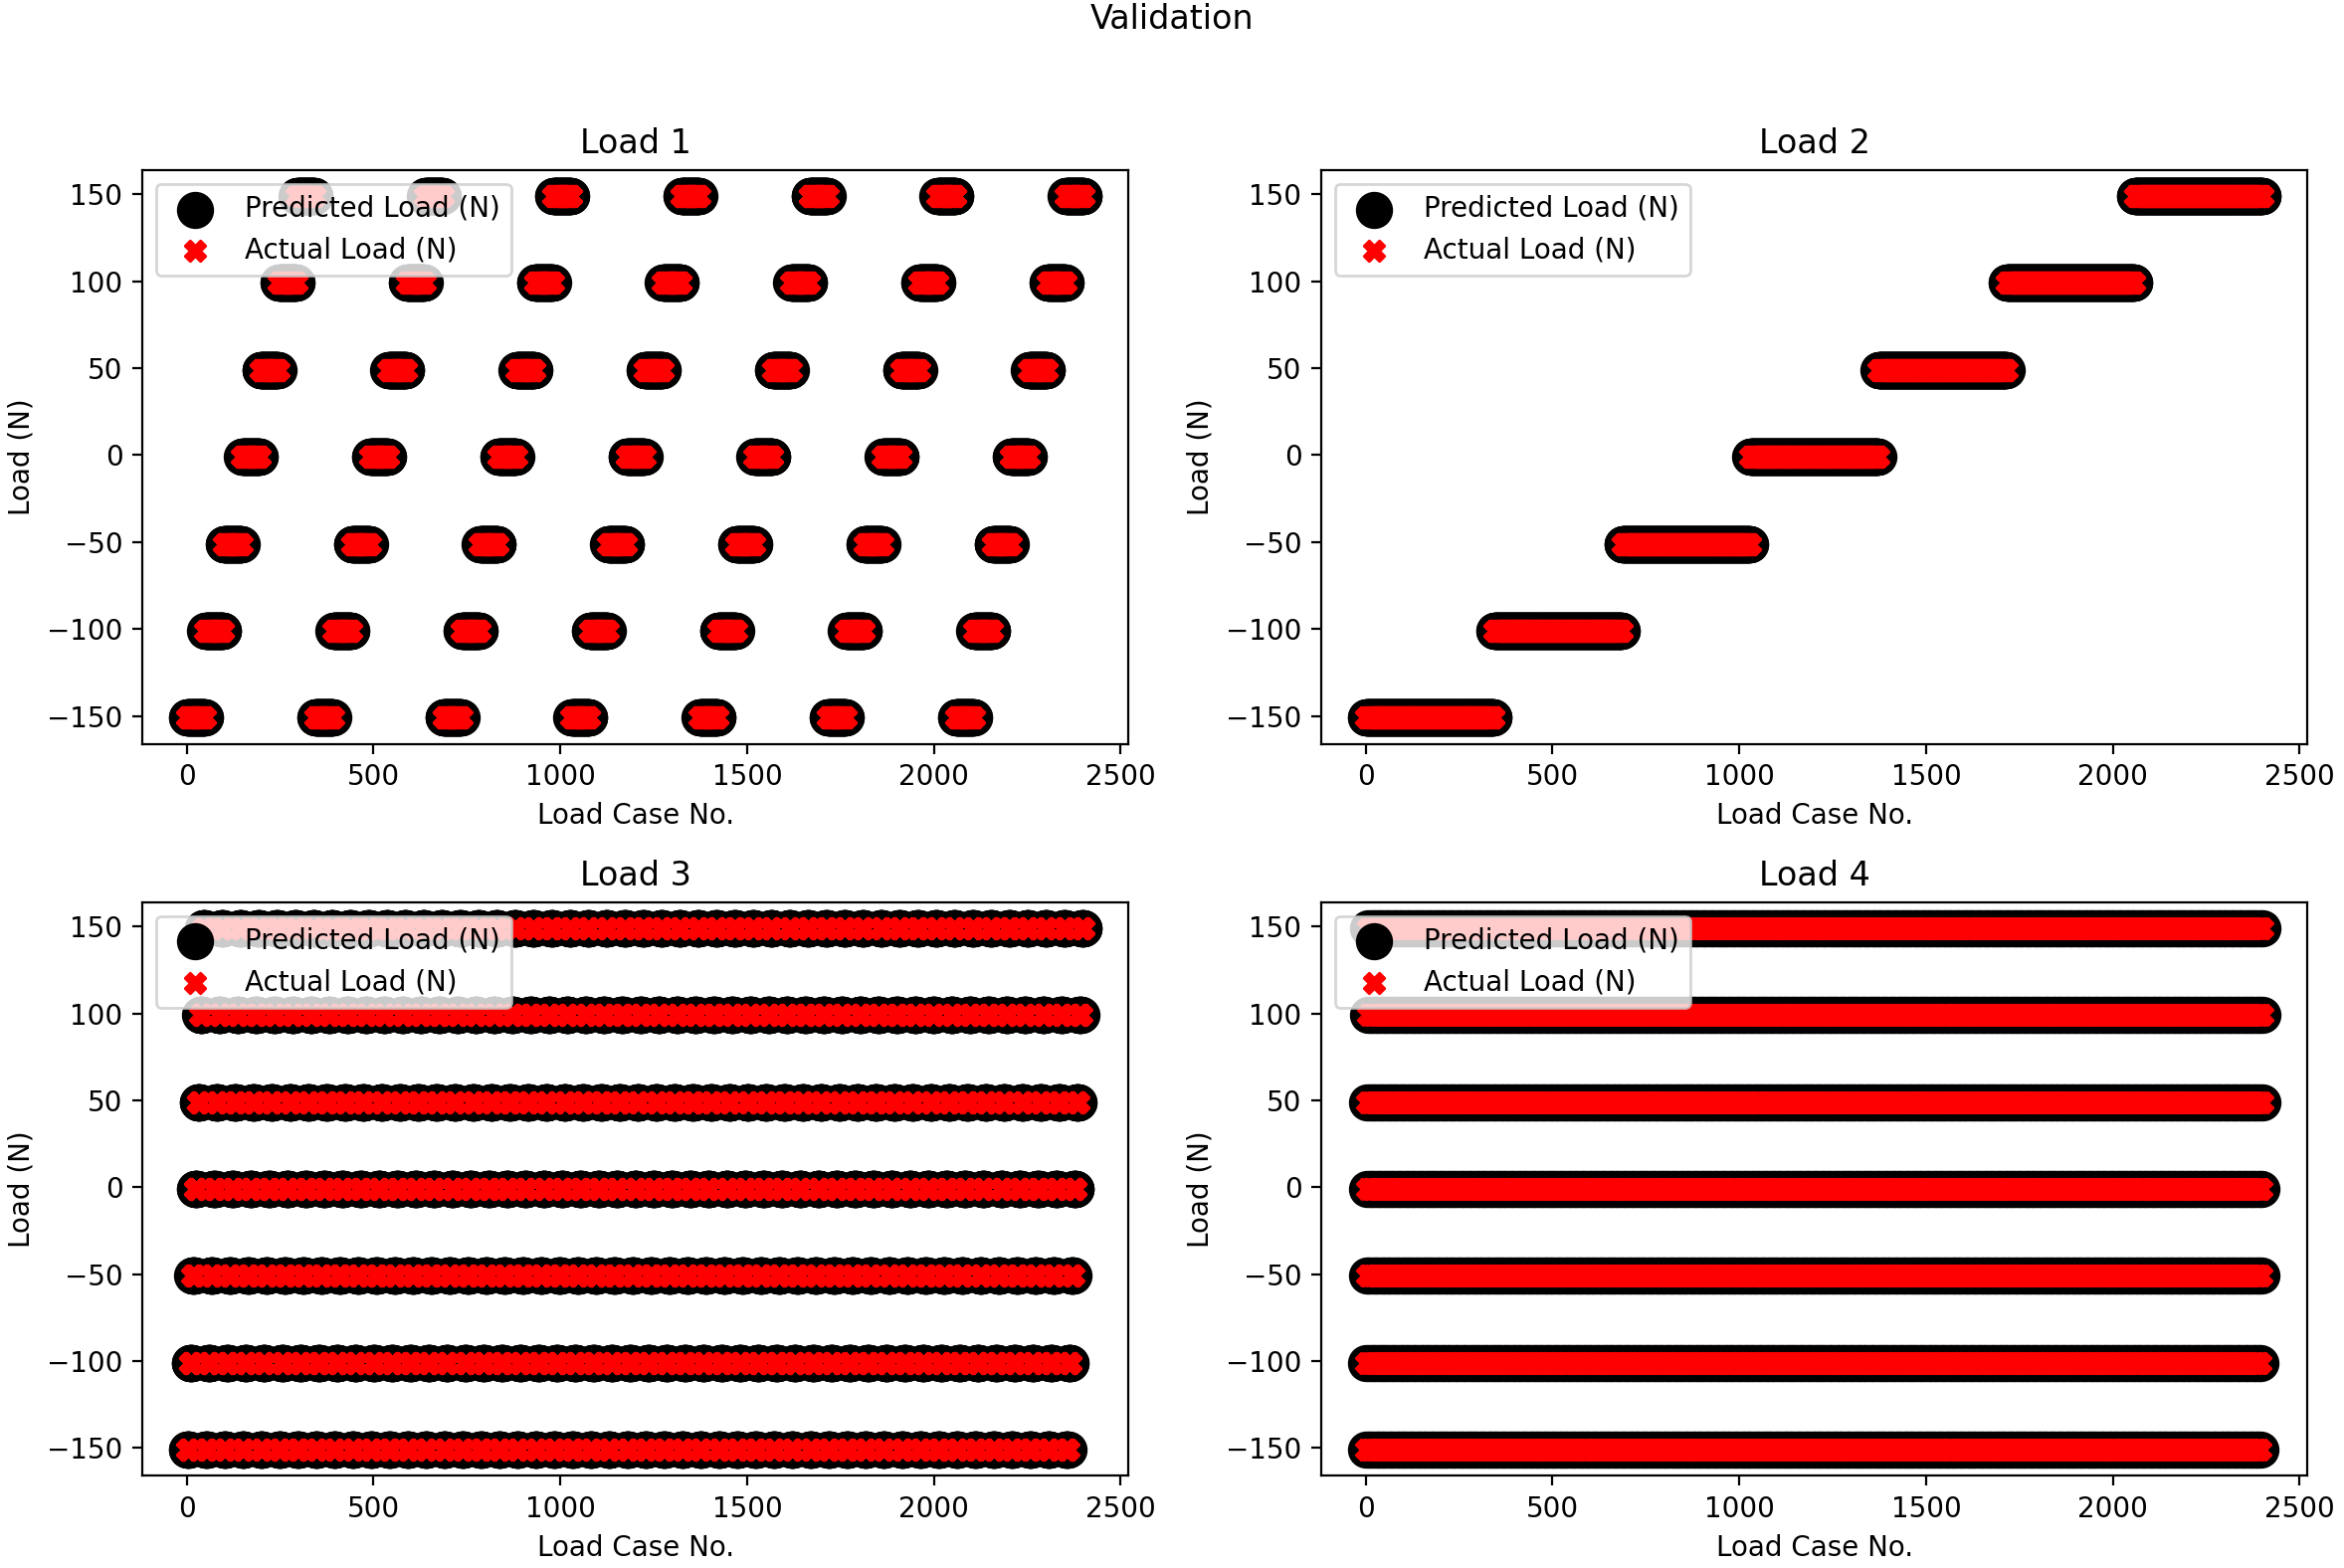 Validation
Load 1
150
100
50
0
−50
−100
−150
Load (N)
Predicted Load (N)
Actual Load (N)
0 500 1000 1500 2000 2500
Load Case No.
Load 2
150
100
50
0
−50
−100
−150
Load (N)
Predicted Load (N)
Actual Load (N)
0 500 1000 1500 2000 2500
Load Case No.
Load 3
150
100
50
0
−50
−100
−150
Load (N)
Predicted Load (N)
Actual Load (N)
0 500 1000 1500 2000 2500
Load Case No.
Load 4
150
100
50
0
−50
−100
−150
Load (N)
Predicted Load (N)
Actual Load (N)
0 500 1000 1500 2000 2500
Load Case No.